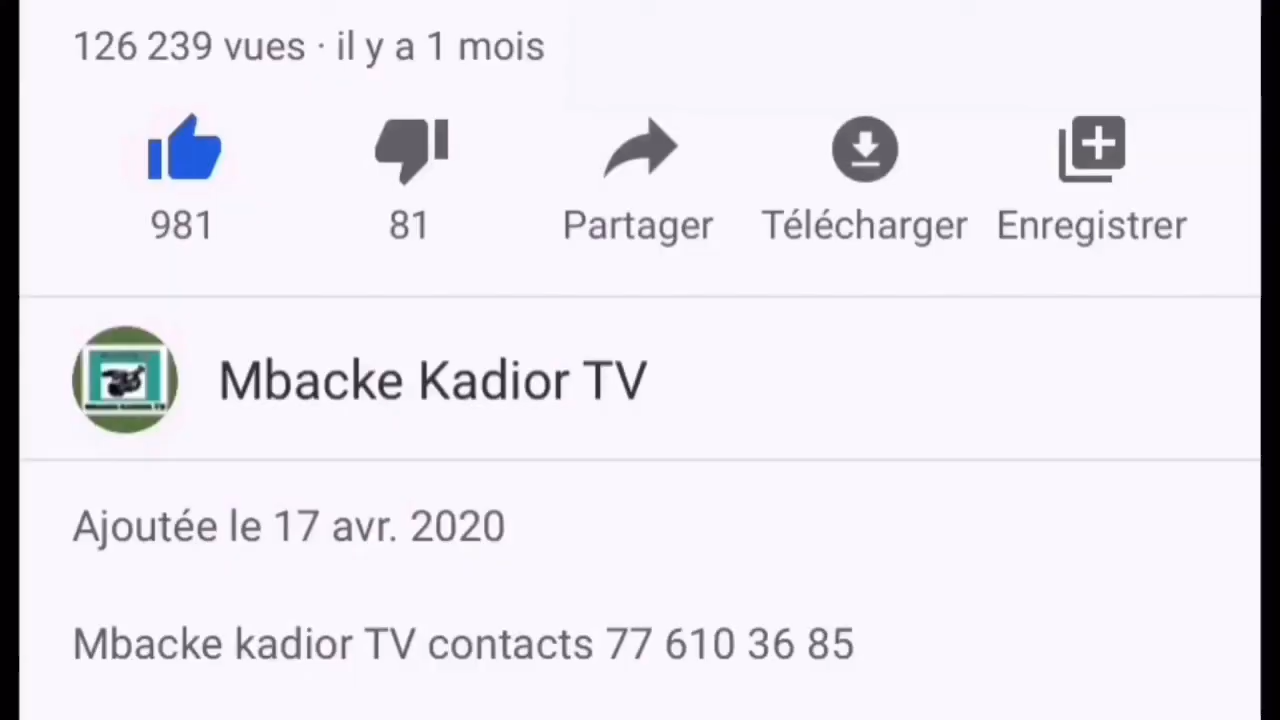 126 239 vues · il y a 1 mois
981
81
Partager
Télécharger
Enregistrer
Mbacke Kadior TV
Ajoutée le 17 avr. 2020
Mbacke kadior TV contacts 77 610 36 85